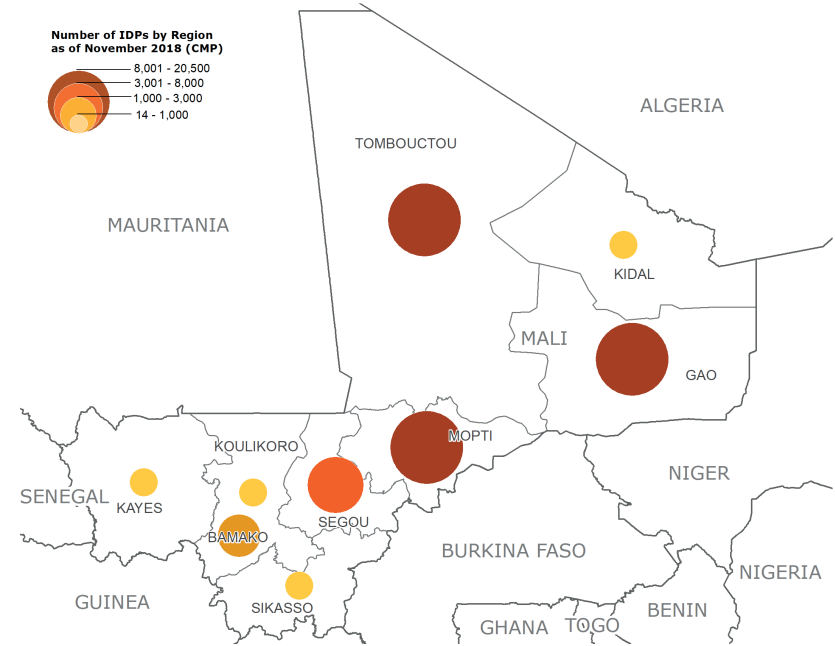 Number of IDPs by Region
as of November 2018 (CMP)
8,001 - 20,500
3,001 - 8,000
1,000 - 3,000
14 - 1,000
ALGERIA
TOMBOUCTOU
MAURITANIA
KIDAL
MALI
GAO
MOPTI
KOULIKORO
NIGER
SENEGAL
KAYES
SEGOU
BAMAKO
BURKINA FASO
NIGERIA
GUINEA
SIKASSO
BENIN
GHANA
TOGO